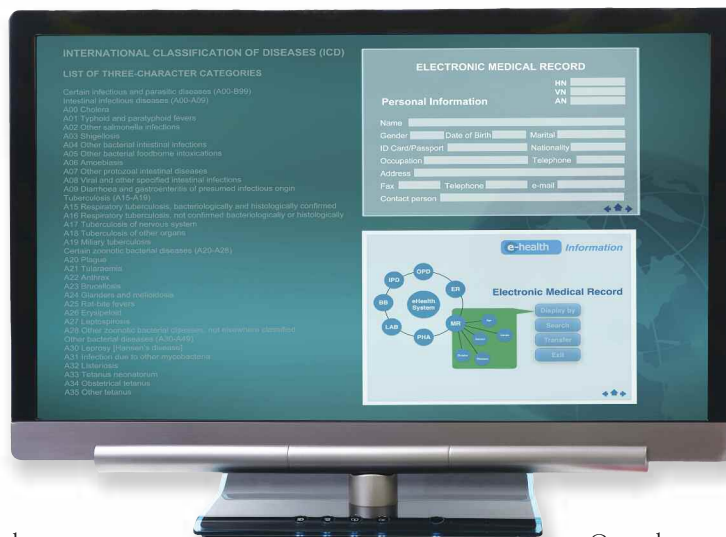 INTERNATIONAL CLASSIFICATION OF DISEASES (ICD)
LIST OF THREE-CHARACTER CATEGORIES
Certain infectious and parasitic diseases (A00-B99)
Intestinal infectious diseases (A00-A09)
A00 Cholera
A01 Typhoid and paratyphoid fevers
A02 Other salmonella infections
A03 Shigellosis
A04 Other bacterial intestinal infections
A05 Other bacterial foodborne intoxications
A06 Amoebiasis
A07 Other protozoal intestinal diseases
A08 Viral and other specified intestinal infections
A09 Diarrhoea and gastroenteritis of presumed infectious origin
Tuberculosis (A15-A19)
A15 Respiratory tuberculosis, bacteriologically and histologically confirmed
A16 Respiratory tuberculosis, not confirmed bacteriologically or histologically
A17 Tuberculosis of nervous system
A18 Tuberculosis of other organs
A19 Miliary tuberculosis
Certain zoonotic bacterial diseases (A20-A28)
A20 Plague
A21 Tularaemia
A22 Anthrax
A23 Brucellosis
A24 Glanders and melioidosis
A25 Rat-bite fevers
A26 Erysipeloid
A27 Leptospirosis
A28 Other zoonotic bacterial diseases, not elsewhere classified
Other bacterial diseases (A30-A49)
A30 Leprosy [Hansen's disease]
A31 Infection due to other mycobacteria
A32 Listeriosis
A33 Tetanus neonatorum
A34 Obstetrical tetanus
A35 Other tetanus
ELECTRONIC MEDICAL RECORD
HN
VN
AN
Personal Information
Name
Gender Date of Birth Marital
ID Card/Passport Nationality
Occupation Telephone
Address
Fax Telephone e-mail
Contact person
e-health Information
OPD
IPD
ER
BB
eHealth
System
MR
LAB
PHA
Electronic Medical Record
Display by
Search
Transfer
Exit